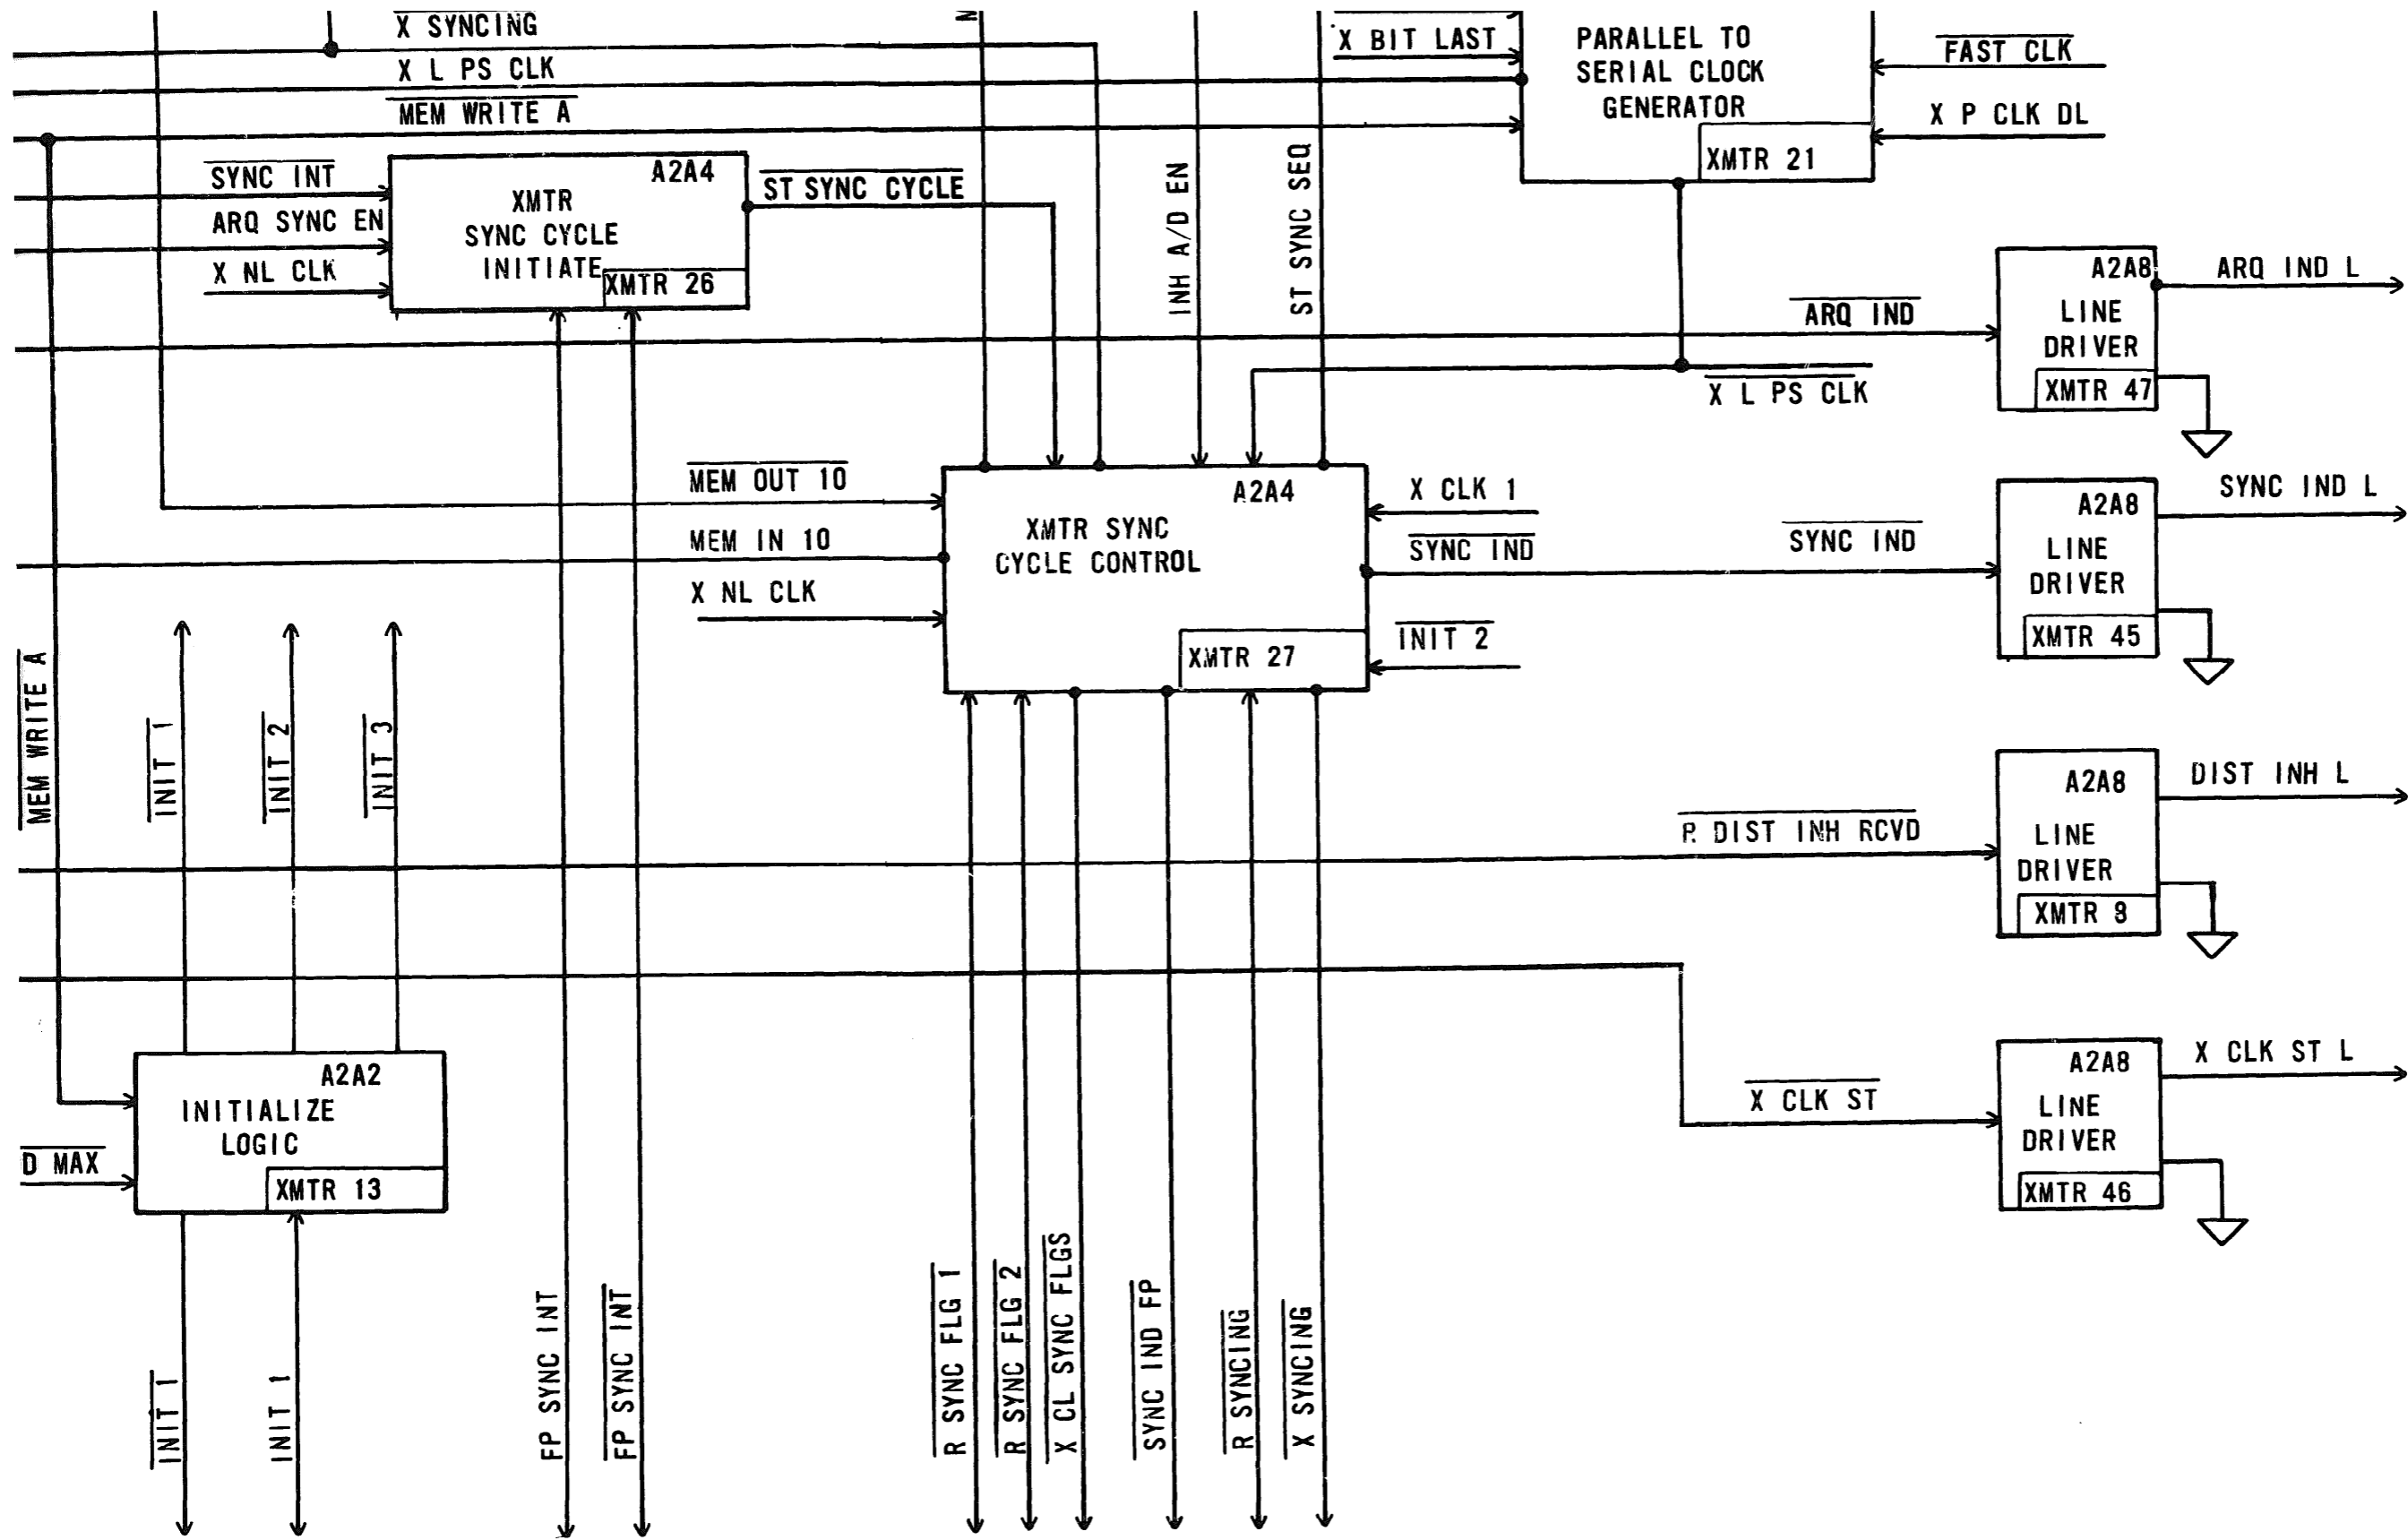 X SYNCING
X L PS CLK
MEM WRITE A
X BIT LAST
PARALLEL TO
SERIAL CLOCK
GENERATOR
XMTR 21
FAST CLK
X P CLK DL
SYNC INT
ARQ SYNC EN
X NL CLK
A2A4
XMTR
SYNC CYCLE
INITIATE
XMTR 26
ST SYNC CYCLE
INH A/D EN
ST SYNC SEQ
ARQ IND
A2A8
LINE
DRIVER
XMTR 47
ARQ IND L
X L PS CLK
MEM OUT 10
MEM IN 10
X NL CLK
A2A4
XMTR SYNC
CYCLE CONTROL
XMTR 27
X CLK 1
SYNC IND
INIT 2
SYNC IND
A2A8
LINE
DRIVER
XMTR 45
SYNC IND L
MEM WRITE A
INIT 1
INIT 2
INIT 3
R DIST INH RCVD
A2A8
LINE
DRIVER
XMTR
DIST INH L
A2A2
INITIALIZE
LOGIC
XMTR 13
D MAX
X CLK ST
A2A8
LINE
DRIVER
XMTR 46
X CLK ST L
INIT 1
INIT 1
FP SYNC INT
FP SYNC INT
R SYNC FLG 1
R SYNC FLG 2
X CL SYNC FLGS
SYNC IND FP
R SYNCING
X SYNCING